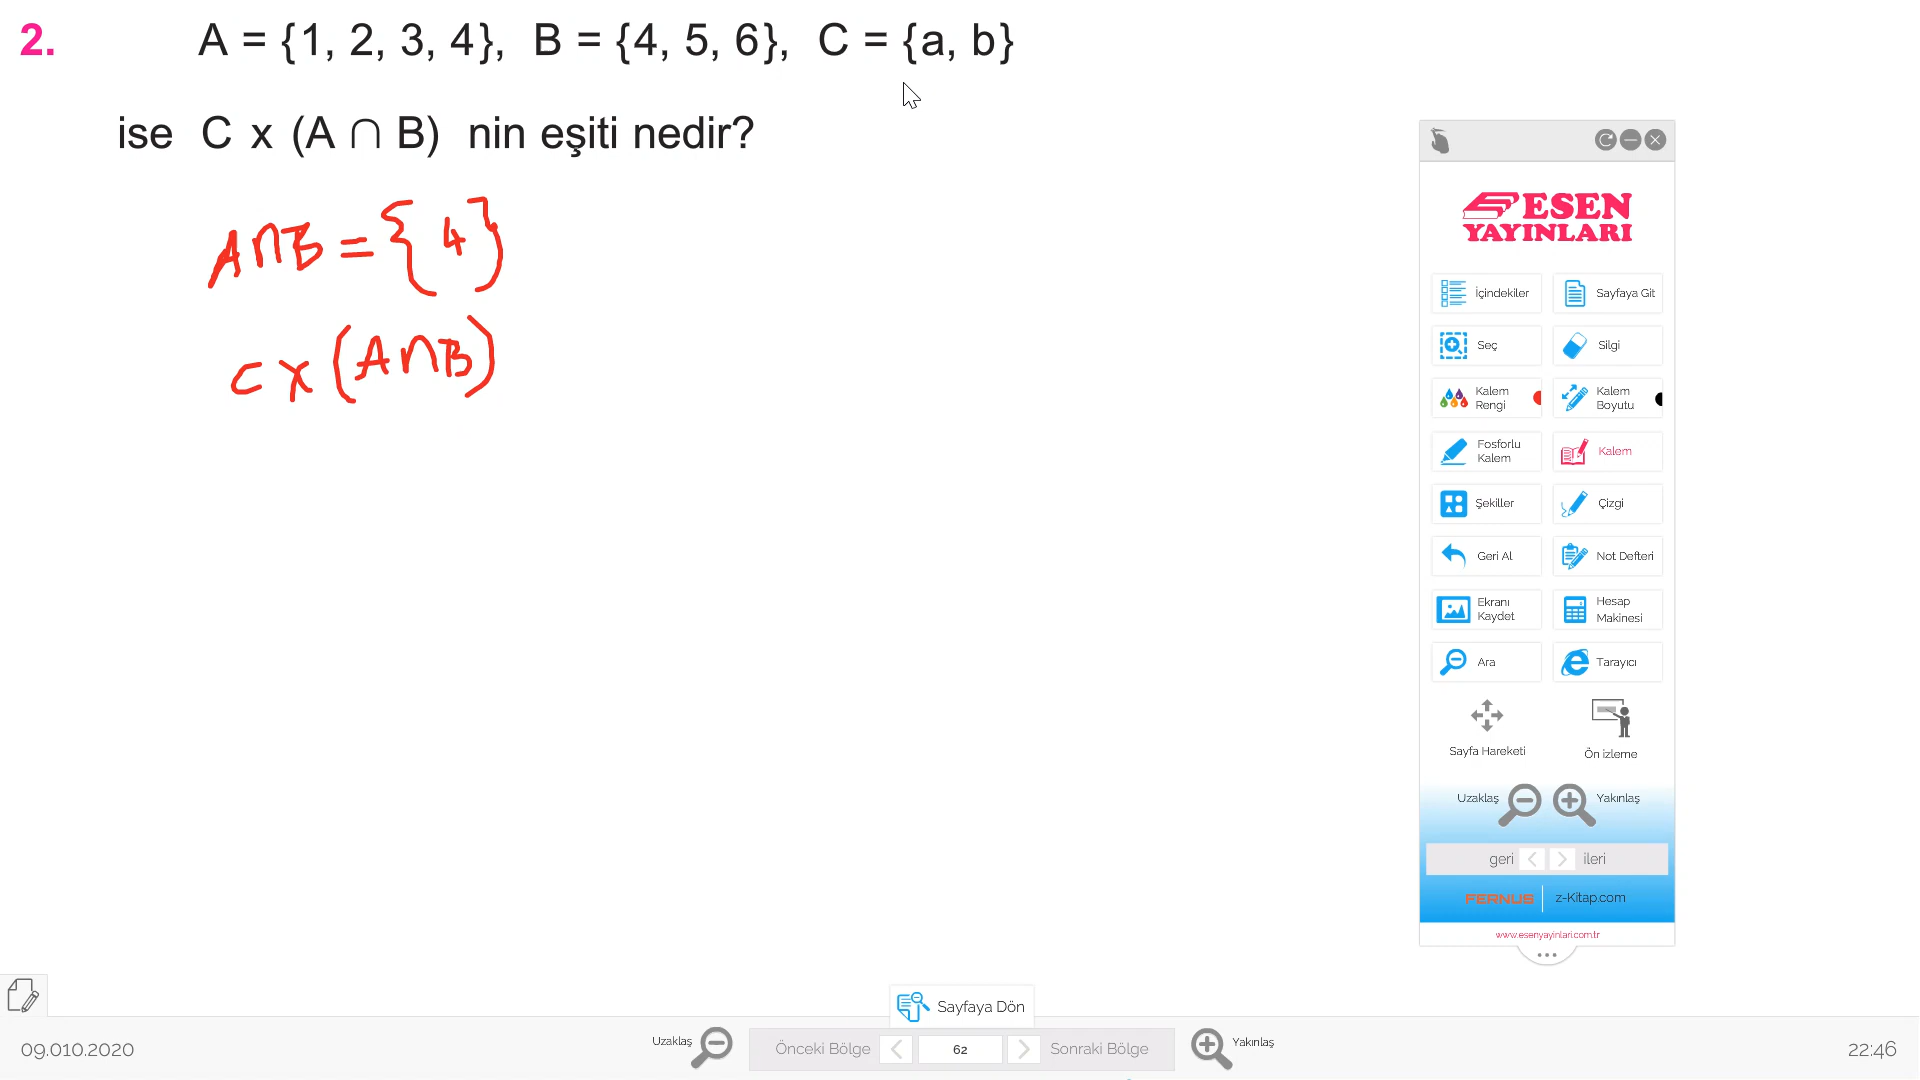 2. A = {1, 2, 3, 4}, B = {4, 5, 6}, C = {a, b}
ise C x (A ∩ B) nin eşiti nedir?
A∩B = {4}
C x (A∩B)
ESEN
YAYINLARI
İçindekiler
Sayfaya Git
Seç
Silgi
Kalem
Rengi
Kalem
Boyutu
Fosforlu
Kalem
Kalem
Şekiller
Çizgi
Geri Al
Not Defteri
Ekranı
Kaydet
Hesap
Makinesi
Ara
Tarayıcı
Sayfa Hareketi
Ön izleme
Uzaklaş
Yakınlaş
geri
ileri
FERNUS
z-Kitap.com
www.esenyayinlari.com.tr
Sayfaya Dön
09.010.2020
Uzaklaş
Önceki Bölge
62
Sonraki Bölge
Yakınlaş
22:46